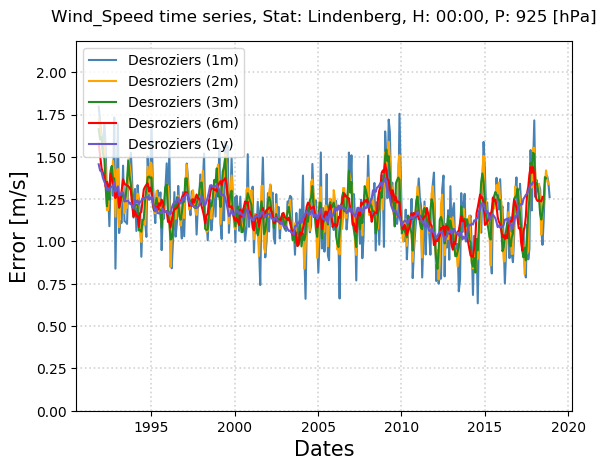 Wind_Speed time series, Stat: Lindenberg, H: 00:00, P: 925 [hPa]
Desroziers (1m)
Desroziers (2m)
Desroziers (3m)
Desroziers (6m)
Desroziers (1y)
Error [m/s]
2.00
1.75
1.50
1.25
1.00
0.75
0.50
0.25
0.00
1995 2000 2005 2010 2015 2020
Dates